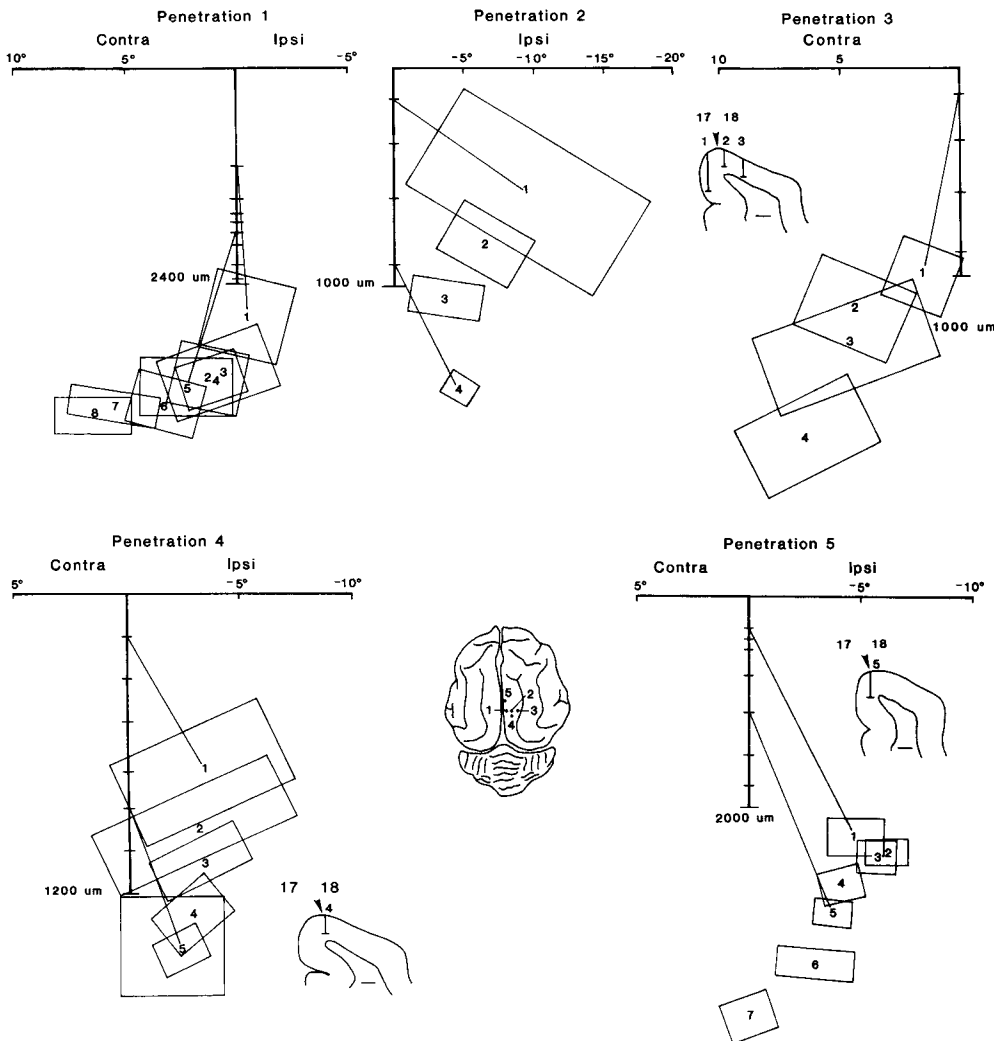 Penetration 1
Contra Ipsi
10° 5° -5°
2400 um
1
2 3
4
5
6
7
8
Penetration 2
Ipsi
-5° -10° -15° -20°
1000 um
1
2
3
4
Penetration 3
Contra
10 5
17 18
1 2 3
1
2
3
4
1000 um
Penetration 4
Contra Ipsi
5° -5° -10°
1200 um
1
2
3
4
5
17 18
4
5
2
1 3
4
Penetration 5
Contra Ipsi
5° -5° -10°
17 18
5
2000 um
1
2
3
4
5
6
7